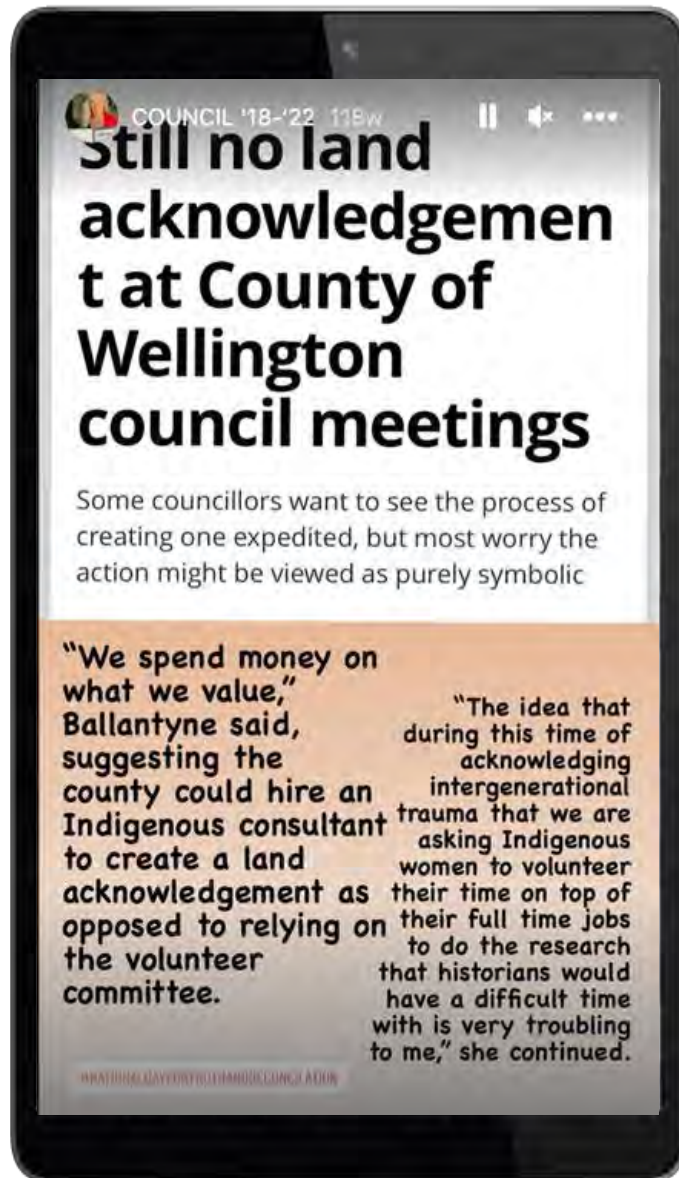 COUNCIL '18-'22 118w
Still no land
acknowledgemen
t at County of
Wellington
council meetings
Some councillors want to see the process of
creating one expedited, but most worry the
action might be viewed as purely symbolic
“We spend money on
what we value,”
Ballantyne said,
suggesting the
county could hire an
Indigenous consultant
to create a land
acknowledgement as
opposed to relying on
the volunteer
committee.
“The idea that
during this time of
acknowledging
intergenerational
trauma that we are
asking Indigenous
women to volunteer
their time on top of
their full time jobs
to do the research
that historians would
have a difficult time
with is very troubling
to me,” she continued.
#NATIONALDAYFORTRUTHANDRECONCILIATION